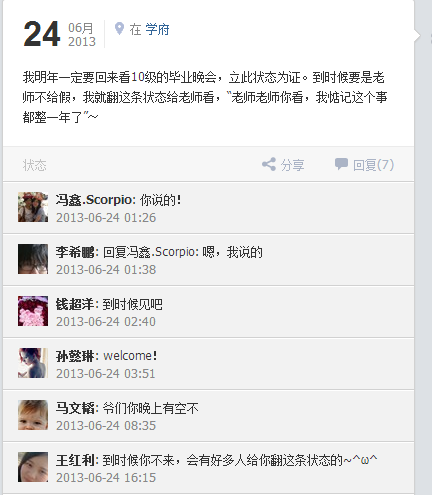 24 06月 2013 在 学府
我明年一定要回来看10级的毕业晚会，立此状态为证。到时候要是老
师不给假，我就翻这条状态给老师看，“老师老师你看，我惦记这个事
都整一年了”~
状态 分享 回复(7)
冯鑫.Scorpio: 你说的!
2013-06-24 01:26
李希鹏: 回复冯鑫.Scorpio: 嗯，我说的
2013-06-24 01:38
钱超洋: 到时候见吧
2013-06-24 02:40
孙懿琳: welcome!
2013-06-24 03:51
马文韬: 爷们你晚上有空不
2013-06-24 08:35
王红利: 到时候你不来，会有好多人给你翻这条状态的~^ω^
2013-06-24 16:15